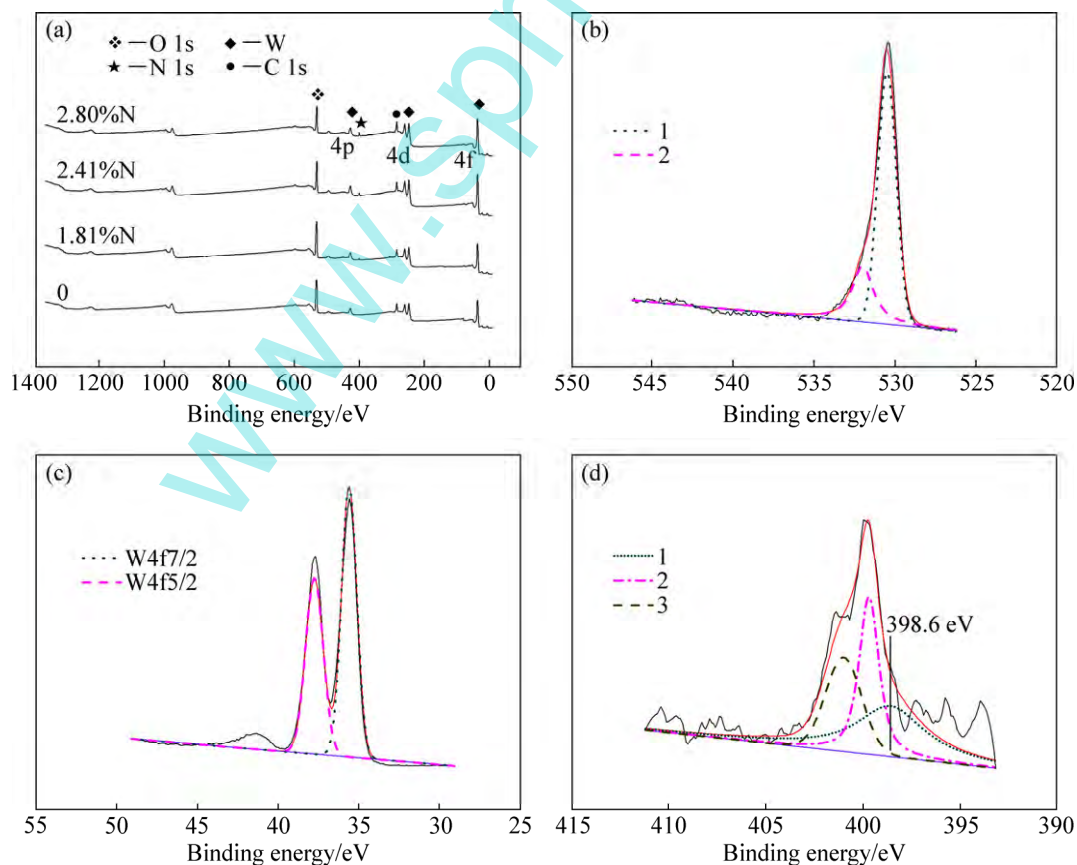 (a)
❖ —O 1s ◆ —W
★ —N 1s ● —C 1s
2.80%N
4p 4d 4f
2.41%N
1.81%N
0
1400 1000 600 400 200 0
Binding energy/eV
(b)
1
2
550 545 540 535 530 525 520
Binding energy/eV
(c)
W4f7/2
W4f5/2
55 45 40 35 30 25
Binding energy/eV
(d)
1
2
3
398.6 eV
415 410 405 400 395 390
Binding energy/eV
www.spr